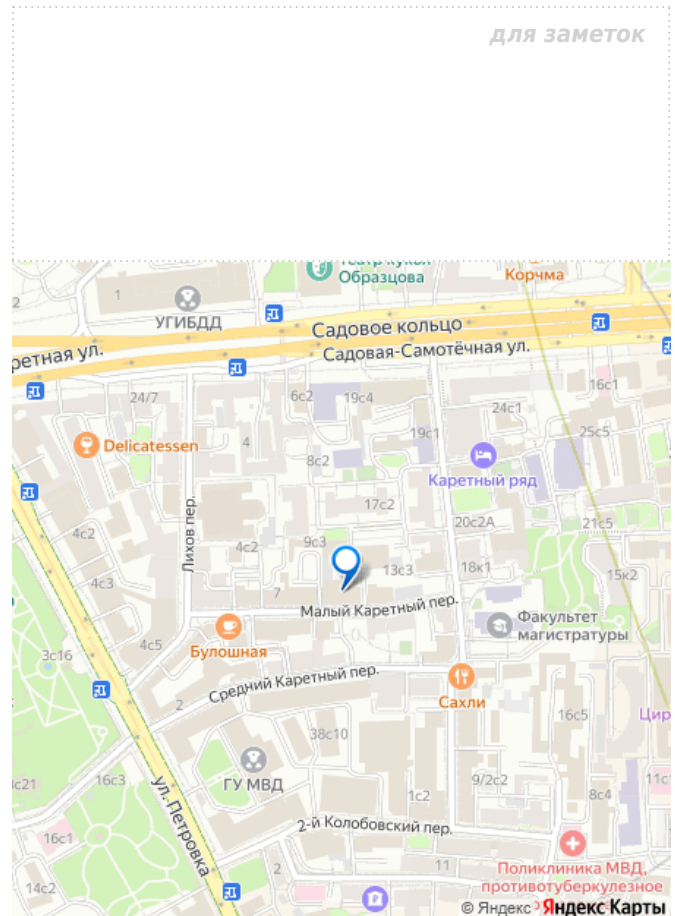 для заметок
Образцова
Корчма
1
2
УГИБДД
Садовое кольцо
ретная ул.
Садовая-Самотёчная ул.
16с1
24/7
6с2
19с4
24с1
Delicatessen
4
19с1
25с5
8с2
Каретный ряд
17с2
Лихов пер.
20с2А
21с5
4с2
9с3
4с2
13с3
18к1
15к2
4с3
7
Малый Каретный пер.
Факультет
магистратуры
4с5
Булошная
3с16
Средний Каретный пер.
Сахли
2
16с5
Цир
38с10
ГУ МВД
16с3
9/2с2
11с
с21
1с2
8с4
ул. Петровка
2-й Колобовский пер.
16с1
11
2
Поликлиника МВД,
противотуберкулезное
14с2
© Яндекс Яндекс Карты